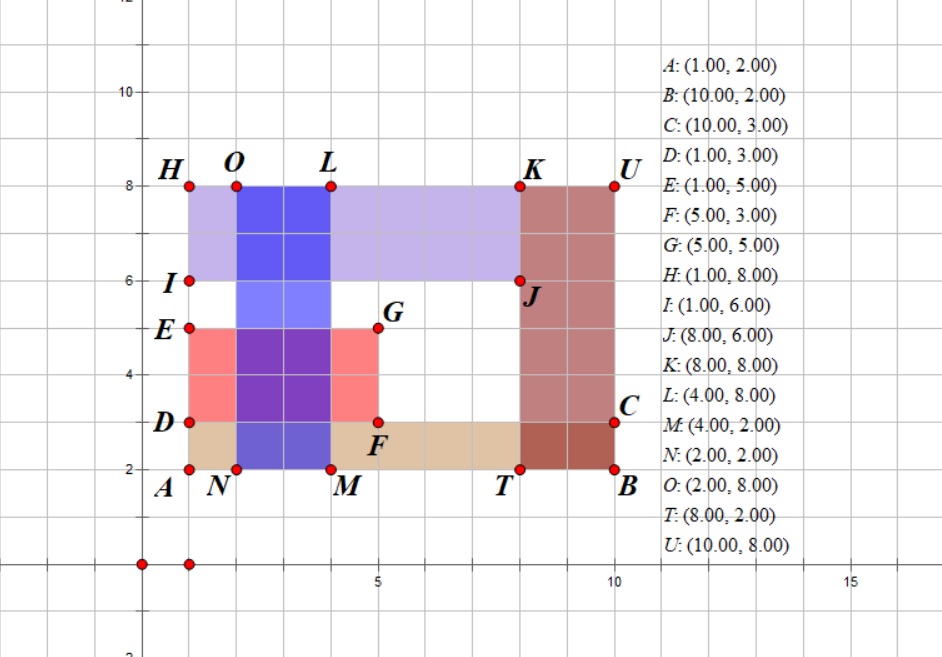 12
10
H O L K U
8
I
6
J
E G
4
D C
F
2
A N M T B
5 10 15
2
A: (1.00, 2.00)
B: (10.00, 2.00)
C: (10.00, 3.00)
D: (1.00, 3.00)
E: (1.00, 5.00)
F: (5.00, 3.00)
G: (5.00, 5.00)
H: (1.00, 8.00)
I: (1.00, 6.00)
J: (8.00, 6.00)
K: (8.00, 8.00)
L: (4.00, 8.00)
M: (4.00, 2.00)
N: (2.00, 2.00)
O: (2.00, 8.00)
T: (8.00, 2.00)
U: (10.00, 8.00)